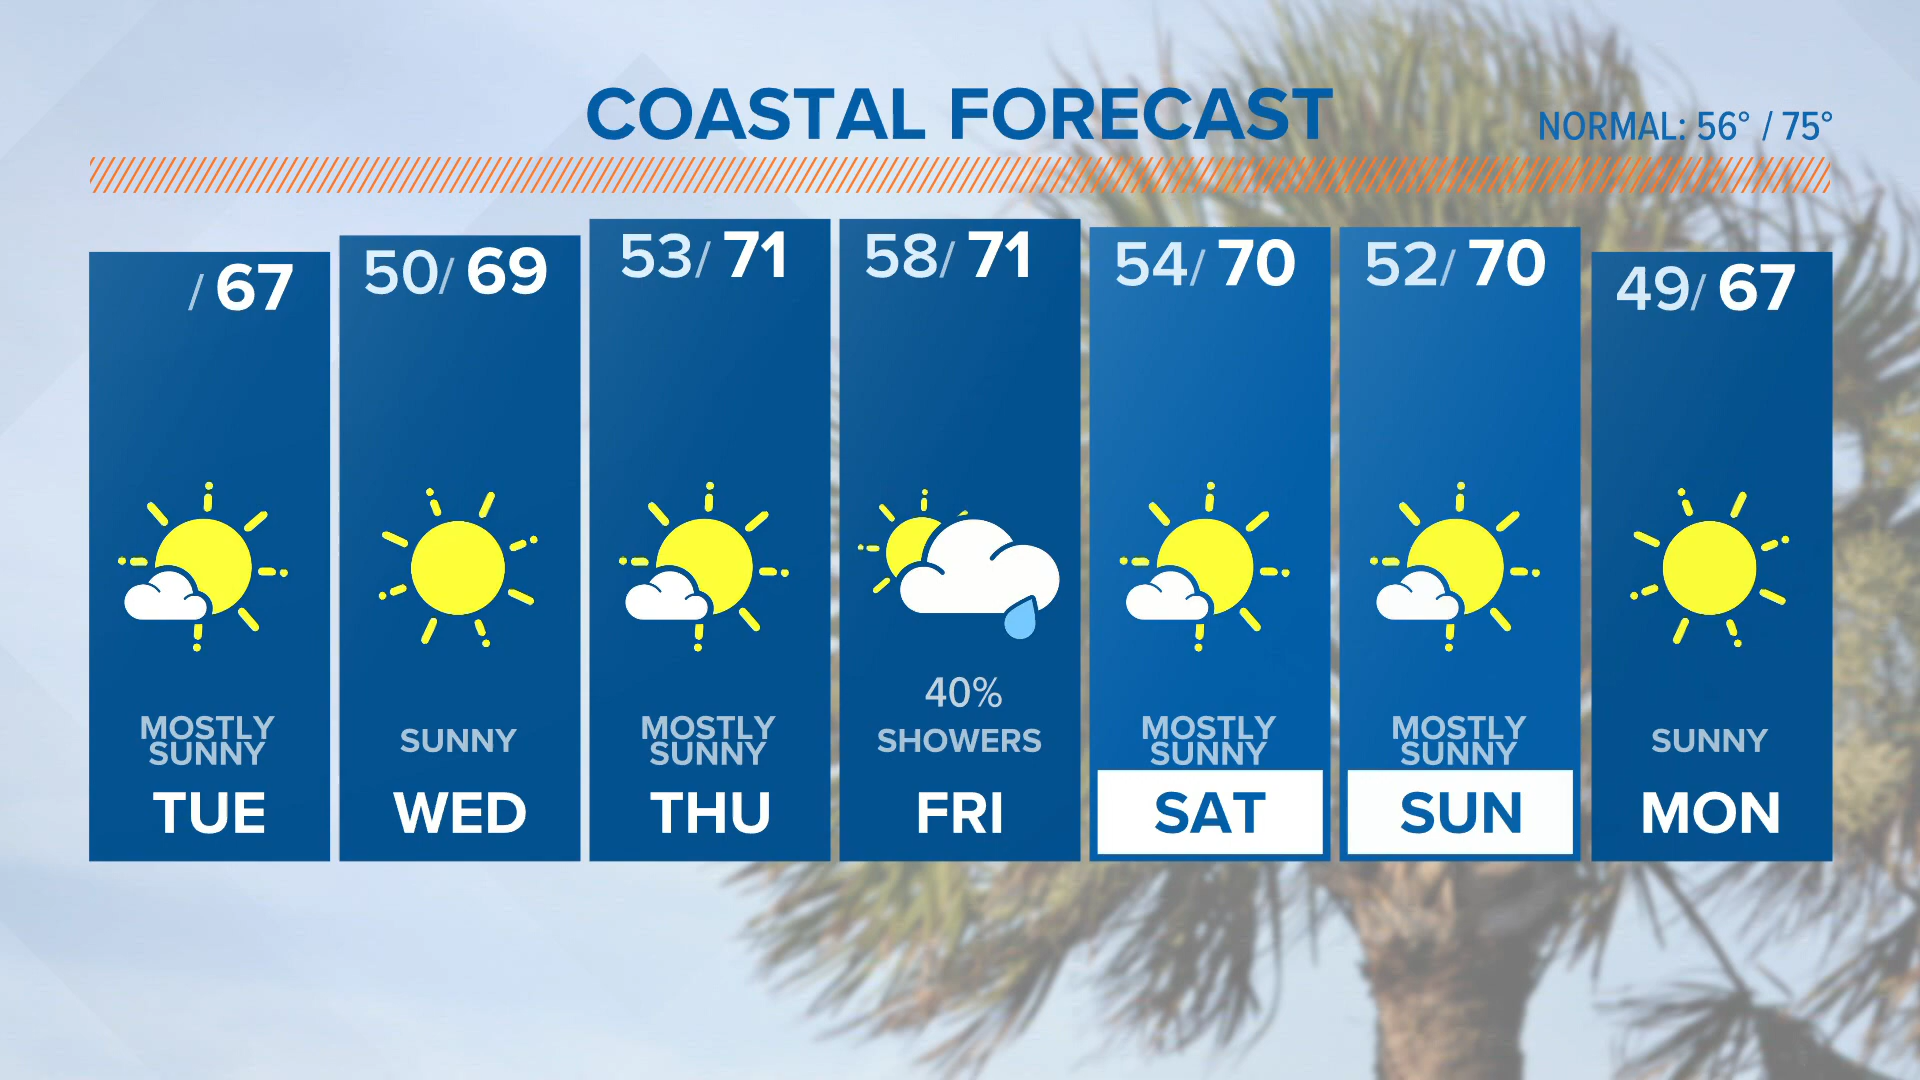 COASTAL FORECAST
NORMAL: 56° / 75°
/ 67
50/ 69
53/ 71
58/ 71
54/ 70
52/ 70
49/ 67
MOSTLY
SUNNY
TUE
SUNNY
WED
MOSTLY
SUNNY
THU
40%
SHOWERS
FRI
MOSTLY
SUNNY
SAT
MOSTLY
SUNNY
SUN
SUNNY
MON